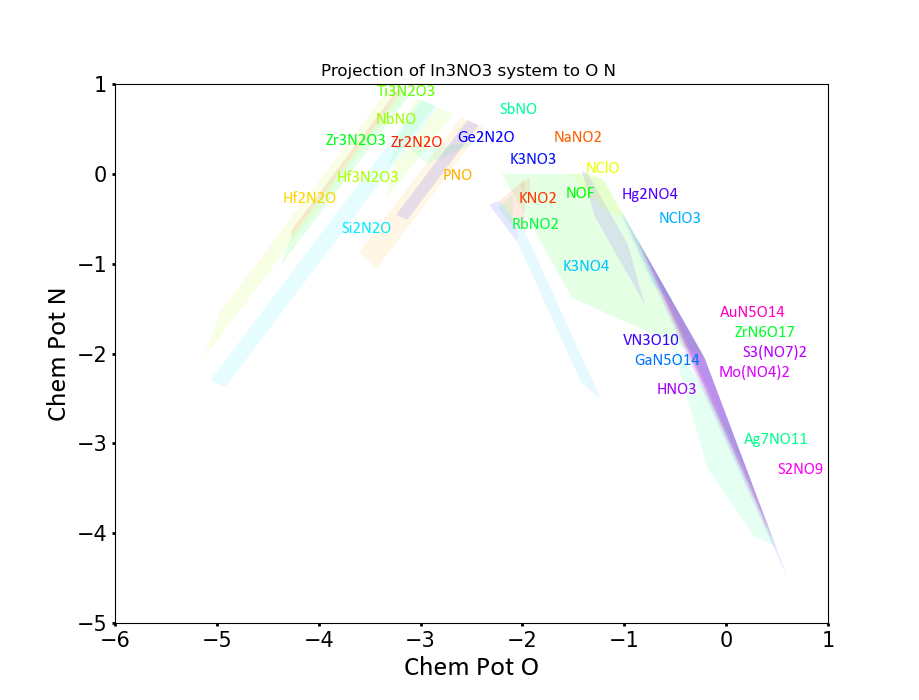 Projection of In3NO3 system to O N
Chem Pot N
1
0
−1
−2
−3
−4
−5
Ti3N2O3
SbNO
NbNO
Zr3N2O3
Zr2N2O
Ge2N2O
NaNO2
K3NO3
NClO
Hf3N2O3
PNO
Hf2N2O
KNO2
NOF
Hg2NO4
Si2N2O
RbNO2
NClO3
K3NO4
AuN5O14
ZrN6O17
VN3O10
S3(NO7)2
GaN5O14
Mo(NO4)2
HNO3
Ag7NO11
S2NO9
−6
−5
−4
−3
−2
−1
0
1
Chem Pot O